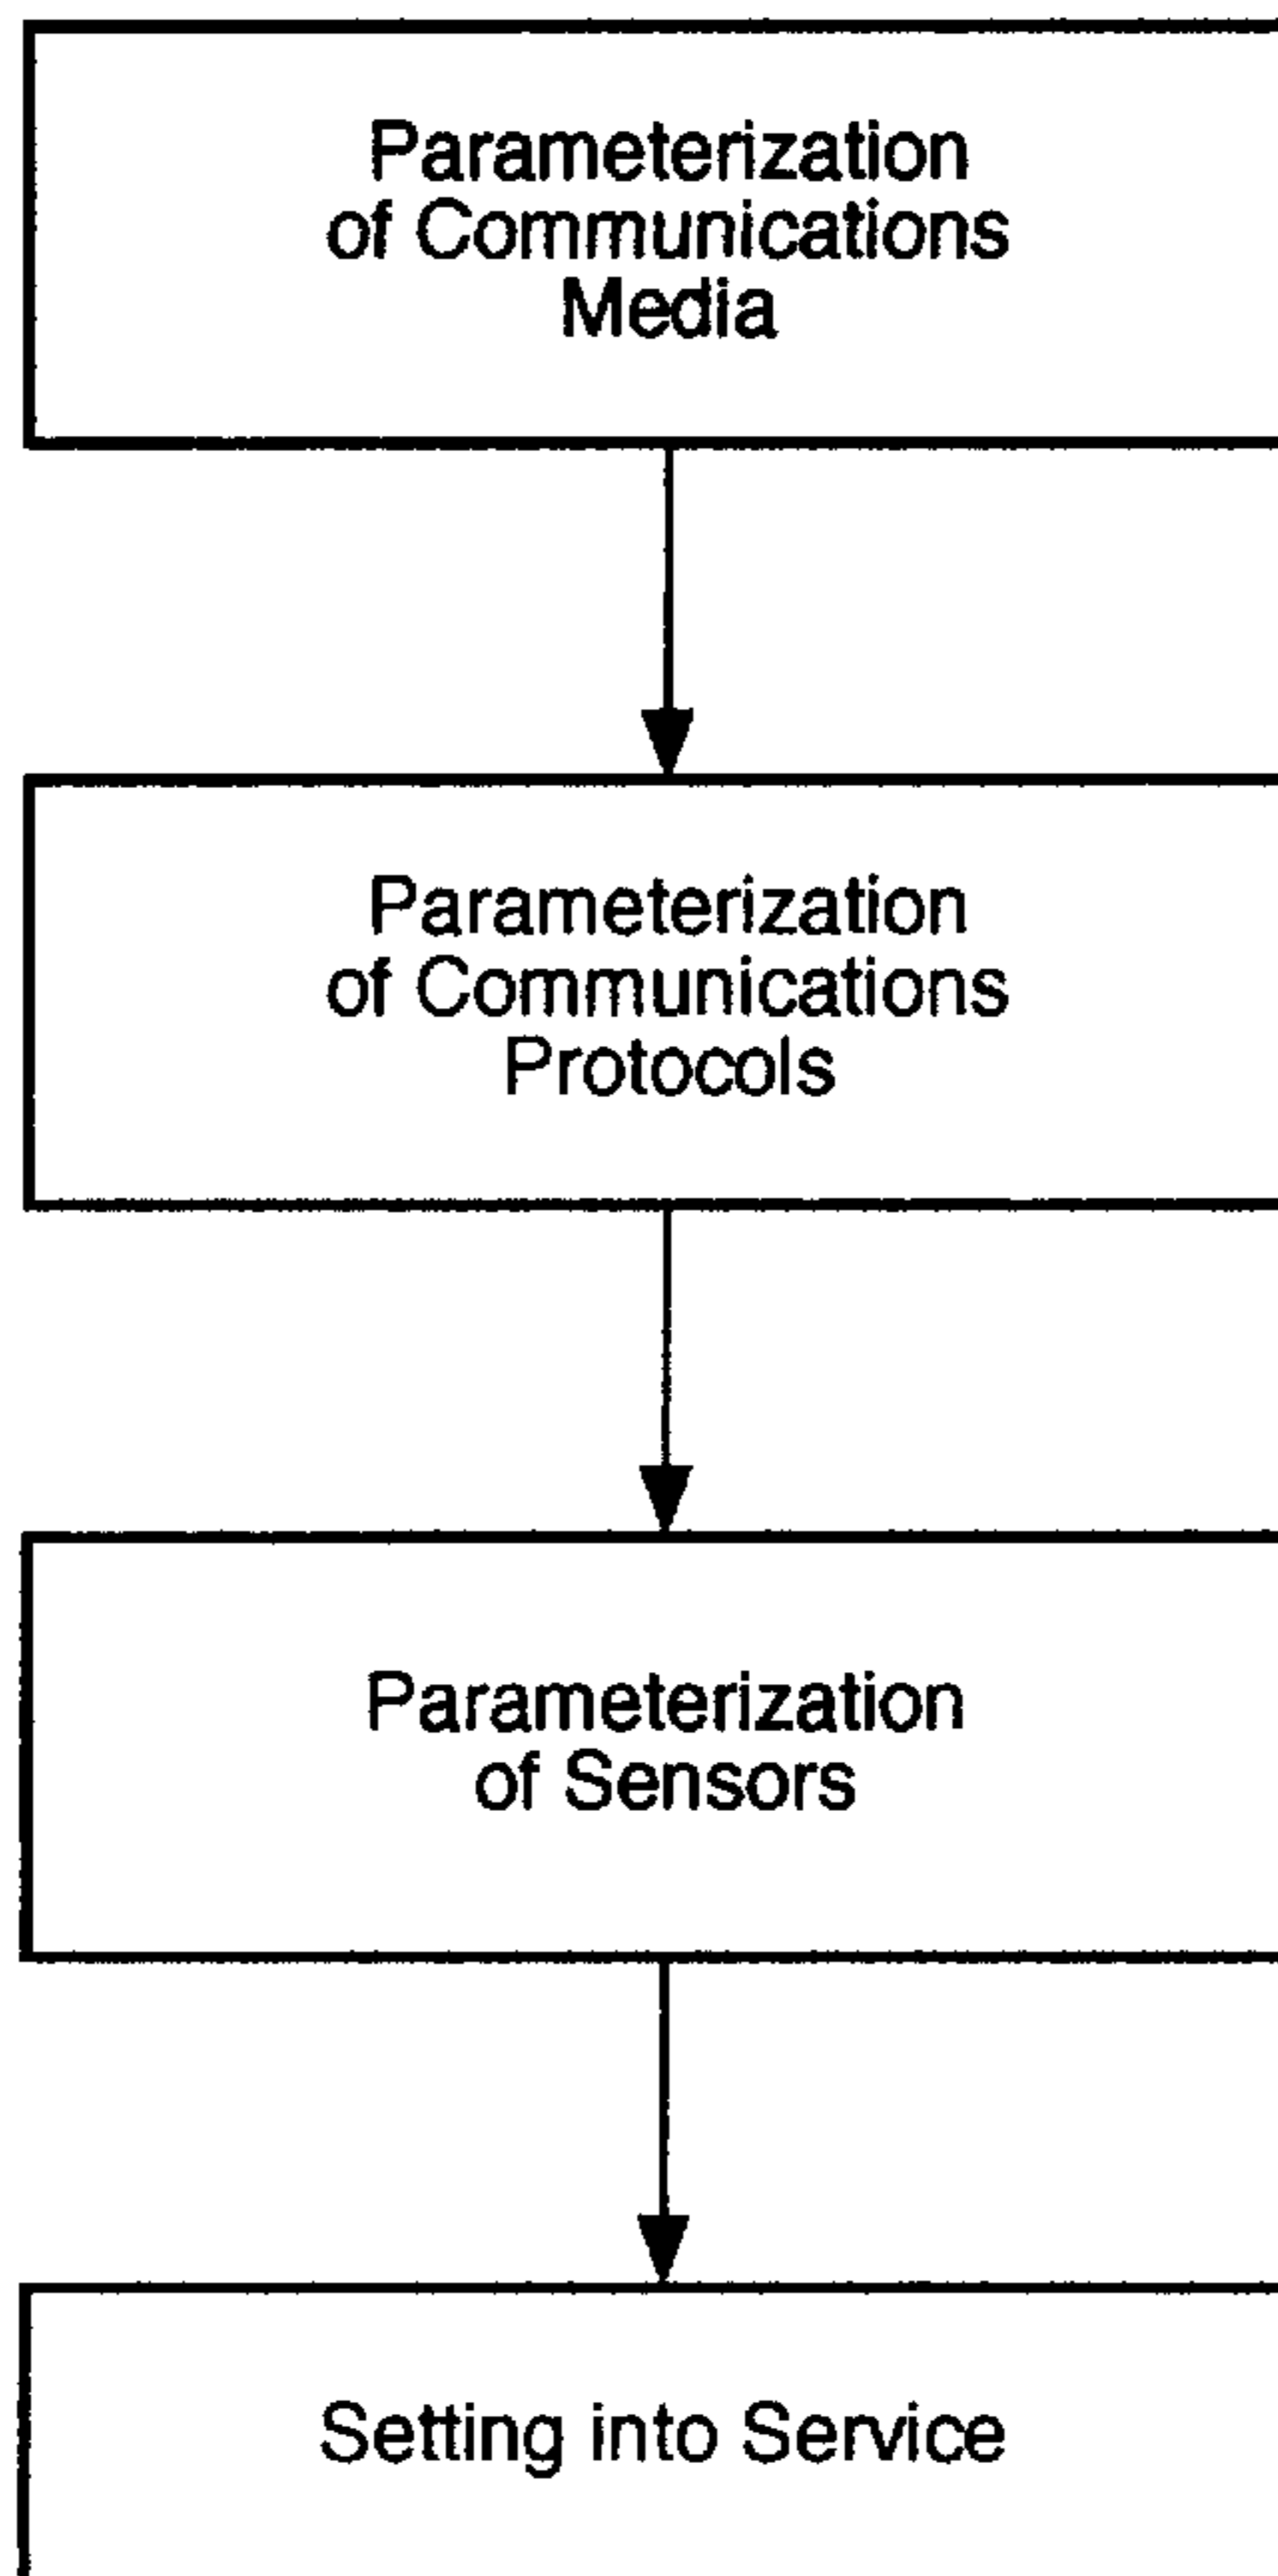 Parameterization
of Communications
Media
Parameterization
of Communications
Protocols
Parameterization
of Sensors
Setting into Service